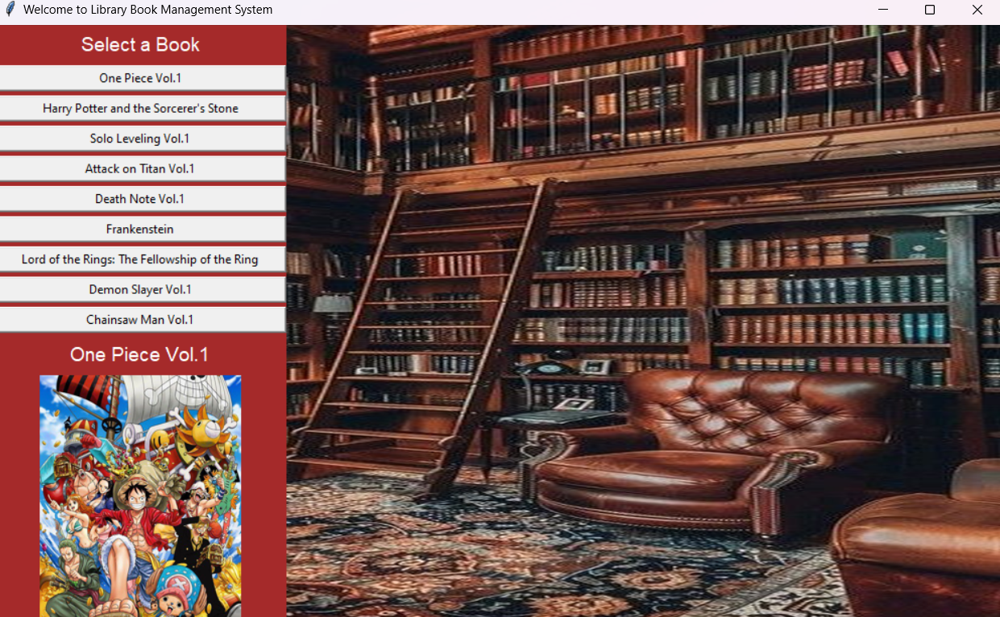 Welcome to Library Book Management System
Select a Book
One Piece Vol.1
Harry Potter and the Sorcerer's Stone
Solo Leveling Vol.1
Attack on Titan Vol.1
Death Note Vol.1
Frankenstein
Lord of the Rings: The Fellowship of the Ring
Demon Slayer Vol.1
Chainsaw Man Vol.1
One Piece Vol.1